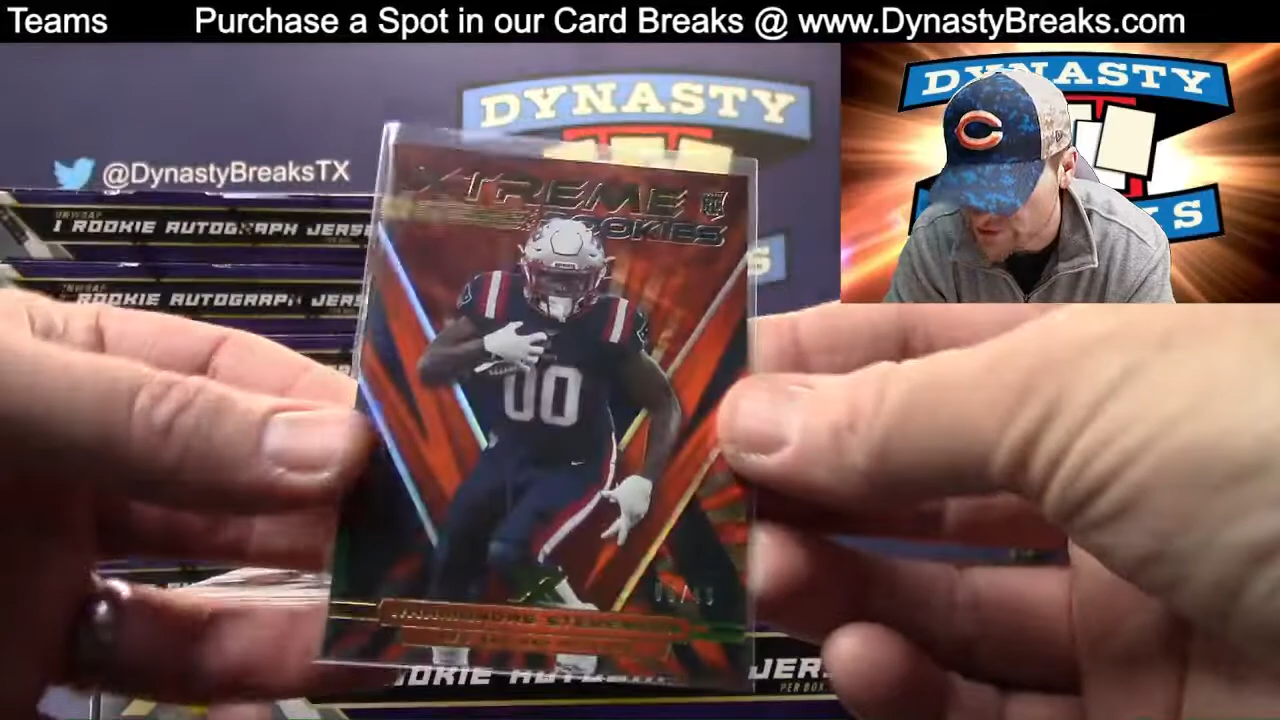 Teams Purchase a Spot in our Card Breaks @ www.DynastyBreaks.com
DYNASTY
DYNASTY
@DynastyBreaksTX
XTREME
RC
ROOKIES
1 ROOKIE AUTOGRAPH JERSE
S
KS
ROOKIE AUTOGRAPH JERS
C
00
JERS
PER BOX